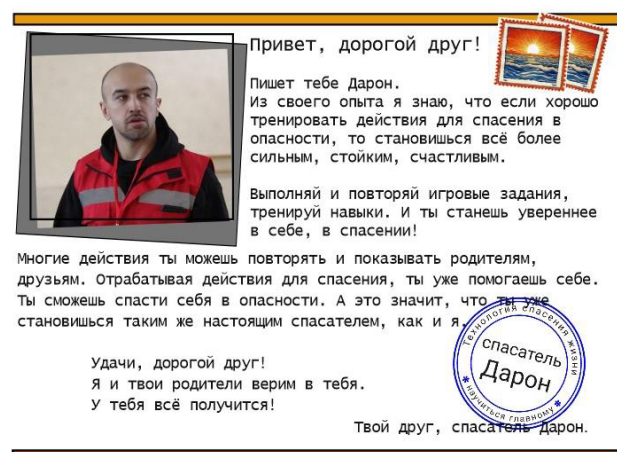 Привет, дорогой друг!
Пишет тебе Дарон.
Из своего опыта я знаю, что если хорошо
тренировать действия для спасения в
опасности, то становишься всё более
сильным, стойким, счастливым.
Выполняй и повторяй игровые задания,
тренируй навыки. И ты станешь увереннее
в себе, в спасении!
Многие действия ты можешь повторять и показывать родителям,
друзьям. Отрабатывая действия для спасения, ты уже помогаешь себе.
Ты сможешь спасти себя в опасности. А это значит, что ты уже
становишься таким же настоящим спасателем, как и я.
Технология спасения жизни
спасатель
Дарон
* научиться главному *
Удачи, дорогой друг!
Я и твои родители верим в тебя.
У тебя всё получится!
Твой друг, спасатель Дарон.